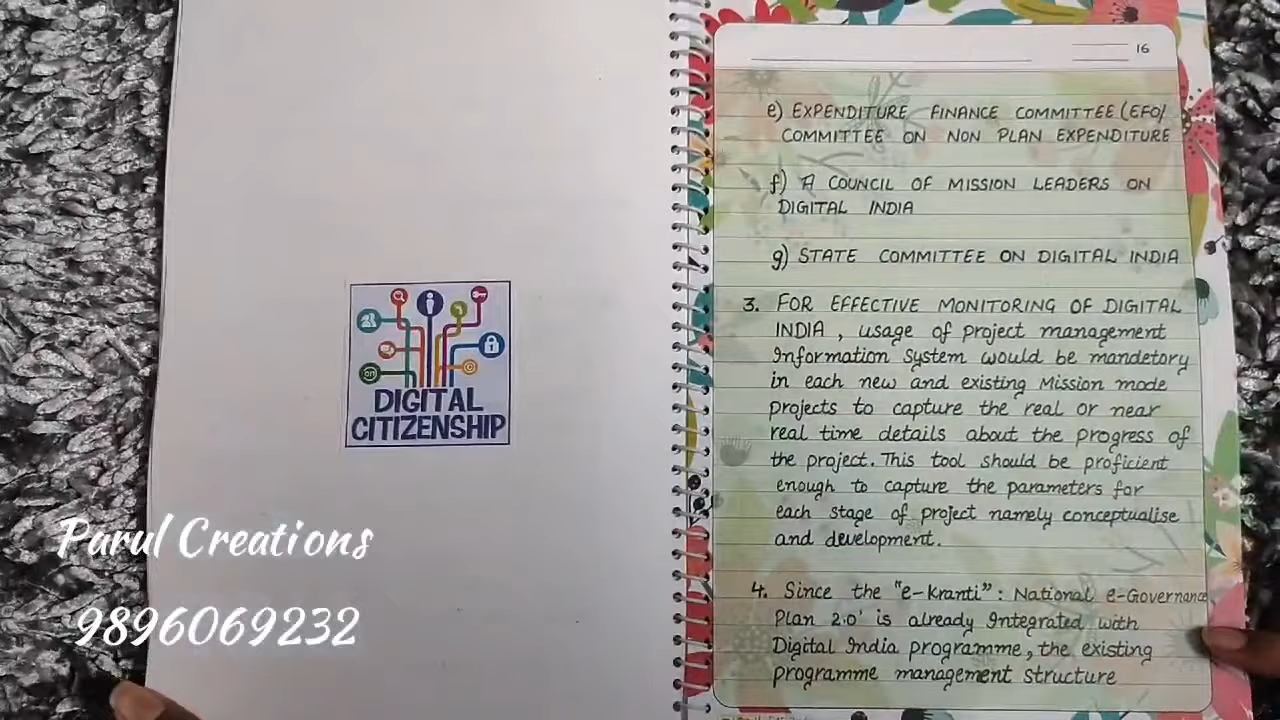 DIGITAL
CITIZENSHIP
Parul Creations
9896069232
16
e) EXPENDITURE FINANCE COMMITTEE (EFO/
COMMITTEE ON NON PLAN EXPENDITURE
f) A COUNCIL OF MISSION LEADERS ON
DIGITAL INDIA
g) STATE COMMITTEE ON DIGITAL INDIA
3. FOR EFFECTIVE MONITORING OF DIGITAL
INDIA, usage of project management
Information System would be mandetory
in each new and existing Mission mode
projects to capture the real or near
real time details about the progress of
the project. This tool should be proficient
enough to capture the parameters for
each stage of project namely conceptualise
and development.
4. Since the "e-Kranti": National e-Governance
Plan 2.0' is already Integrated with
Digital India programme, the existing
programme management structure